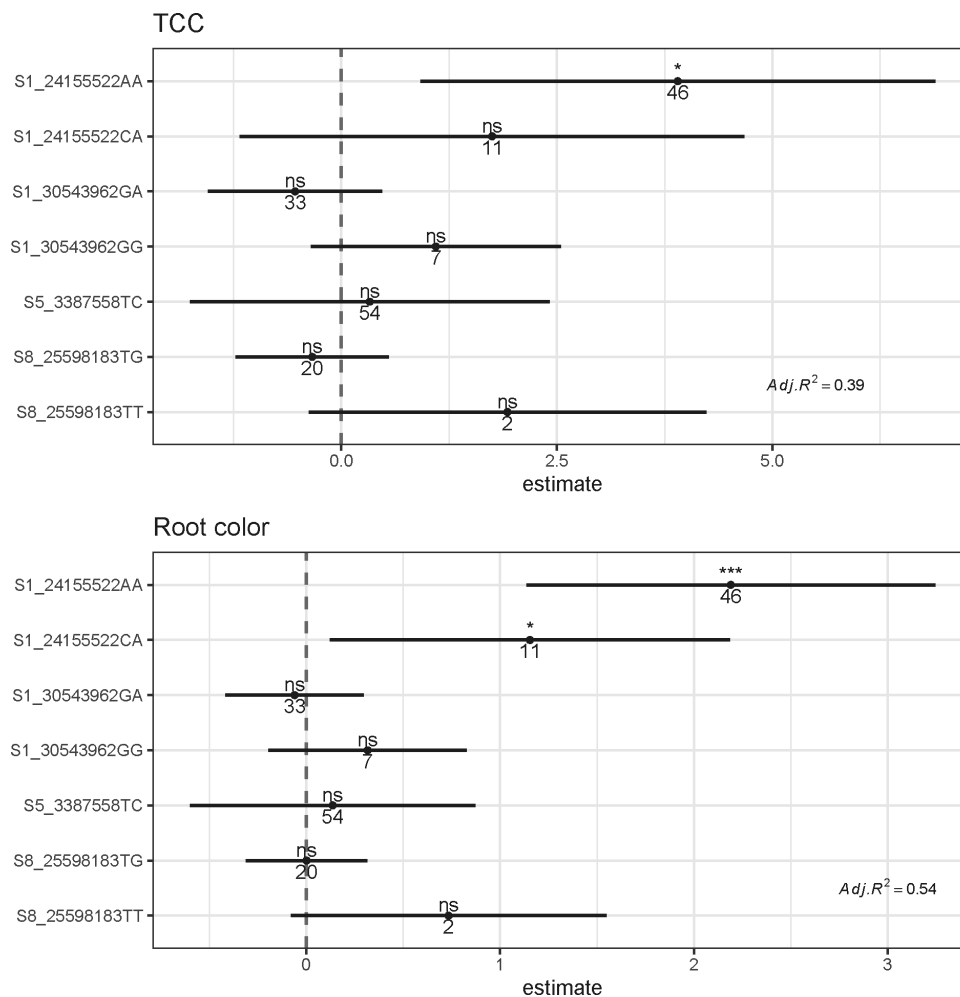 TCC
S1_24155522AA
*
46
S1_24155522CA
ns
11
S1_30543962GA
ns
33
S1_30543962GG
ns
7
S5_3387558TC
ns
54
S8_25598183TG
ns
20
Adj.R² = 0.39
S8_25598183TT
ns
2
0.0 2.5 5.0
estimate
Root color
S1_24155522AA
***
46
S1_24155522CA
*
11
S1_30543962GA
ns
33
S1_30543962GG
ns
7
S5_3387558TC
ns
54
S8_25598183TG
ns
20
Adj.R² = 0.54
S8_25598183TT
ns
2
0 1 2 3
estimate